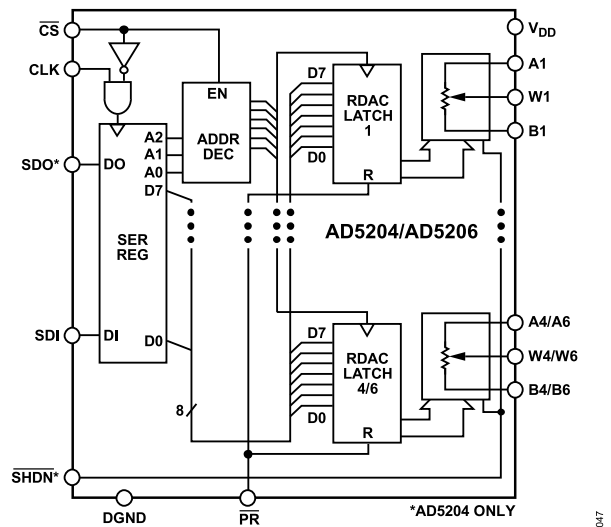 CS
CLK
SDO*
SDI
SHDN*
DGND
PR
EN
ADDR
DEC
A2
A1
A0
DO
D7
SER
REG
DI
D0
8
D7
D0
RDAC
LATCH
1
R
AD5204/AD5206
D7
D0
RDAC
LATCH
4/6
R
VDD
A1
W1
B1
A4/A6
W4/W6
B4/B6
*AD5204 ONLY
047